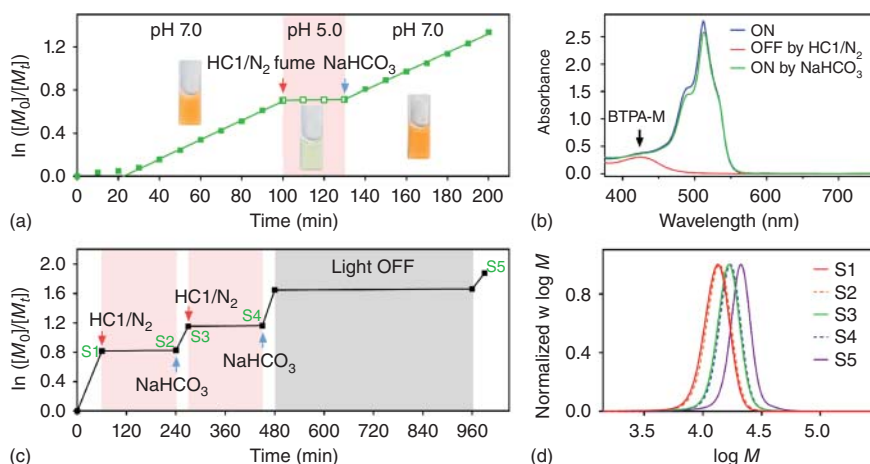 pH 7.0 pH 5.0 pH 7.0
HC1/N2 fume NaHCO3
ln ([M0]/[Mt])
1.2
0.8
0.4
0.0
0 20 40 60 80 100 120 140 160 180 200
Time (min)
(a)
ON
OFF by HC1/N2
ON by NaHCO3
BTPA-M
Absorbance
2.5
2.0
1.5
1.0
0.5
0.0
400 500 600 700
Wavelength (nm)
(b)
Light OFF
HC1/N2
HC1/N2
S1 S2 S3 S4 S5
NaHCO3
NaHCO3
ln ([M0]/[Mt])
2.0
1.6
1.2
0.8
0.4
0.0
0 120 240 360 480 600 720 840 960
Time (min)
(c)
S1
S2
S3
S4
S5
Normalized w log M
0.8
0.4
0.0
3.5 4.0 4.5 5.0
log M
(d)